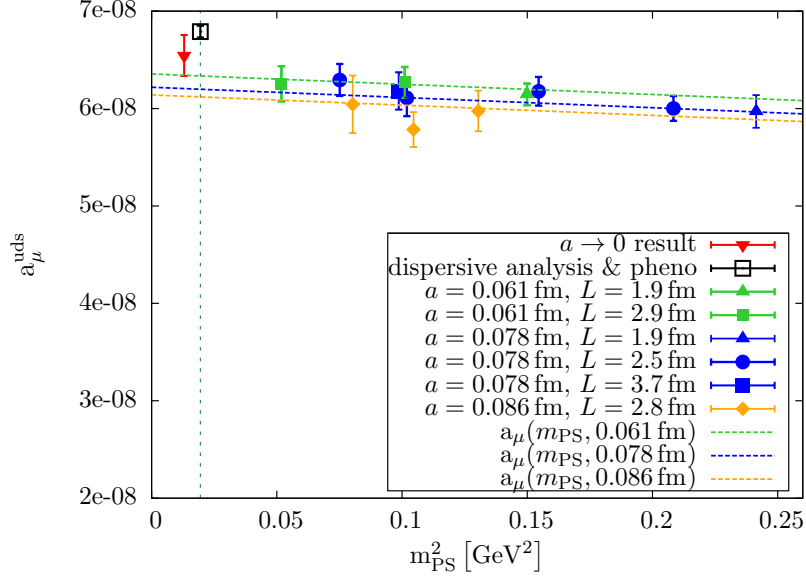 7e-08
6e-08
5e-08
4e-08
3e-08
2e-08
a_μ^uds
0 0.05 0.1 0.15 0.2 0.25
m²_PS [GeV²]
a → 0 result
dispersive analysis & pheno
a = 0.061 fm, L = 1.9 fm
a = 0.061 fm, L = 2.9 fm
a = 0.078 fm, L = 1.9 fm
a = 0.078 fm, L = 2.5 fm
a = 0.078 fm, L = 3.7 fm
a = 0.086 fm, L = 2.8 fm
a_μ(m_PS, 0.061 fm)
a_μ(m_PS, 0.078 fm)
a_μ(m_PS, 0.086 fm)